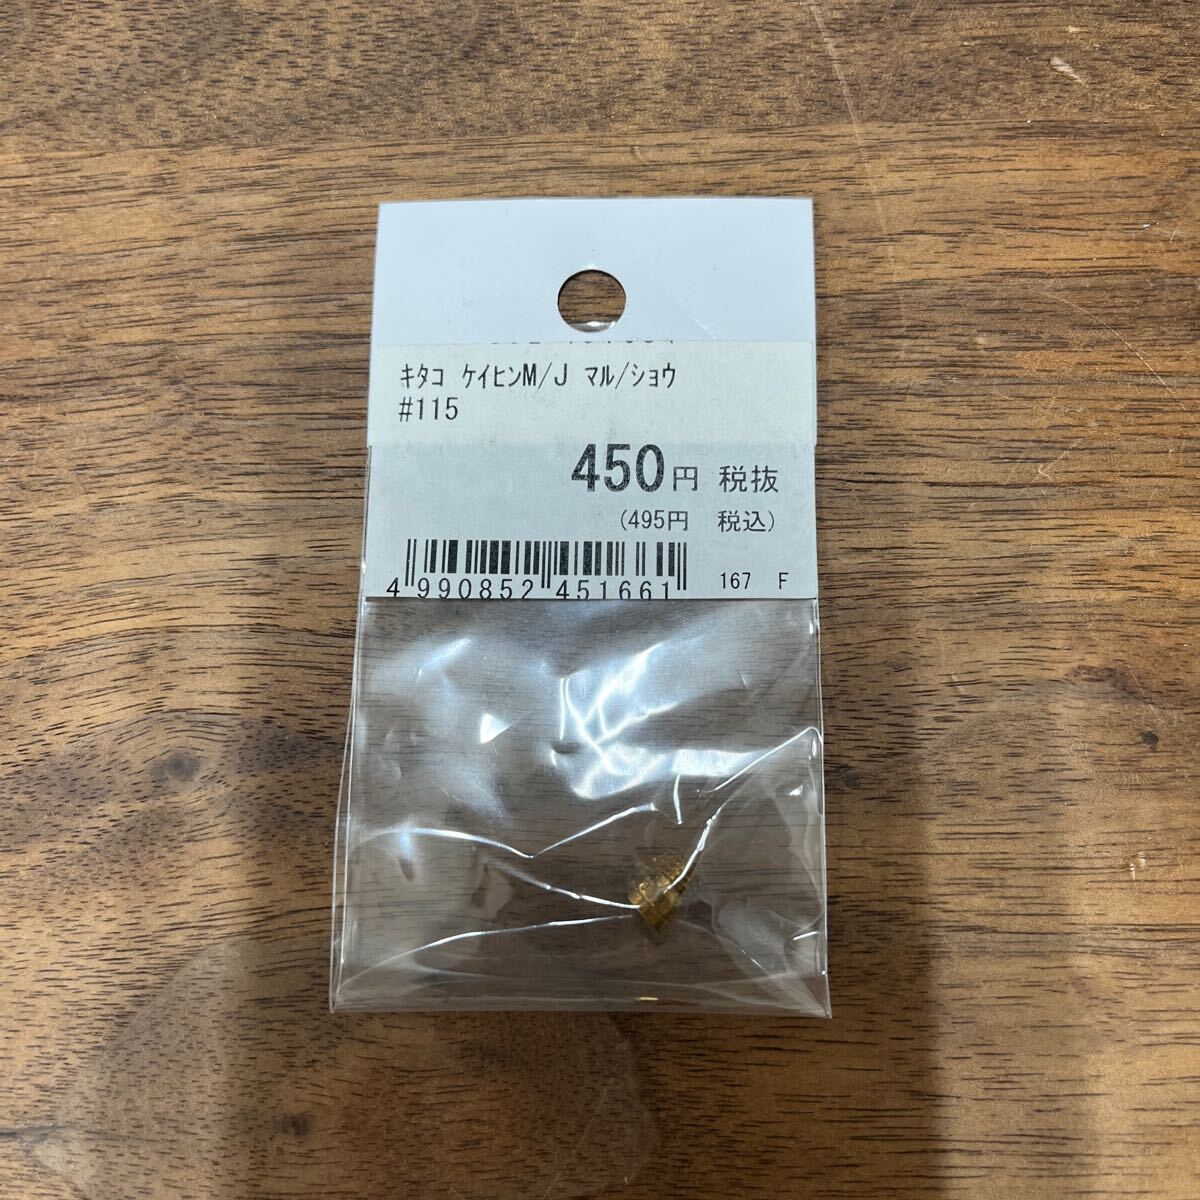 ｷﾀｺ ｹｲﾋﾝM/J ﾏﾙ/ｼｮｳ
#115
450円 税抜
(495円 税込)
4 990852 451661
167 F